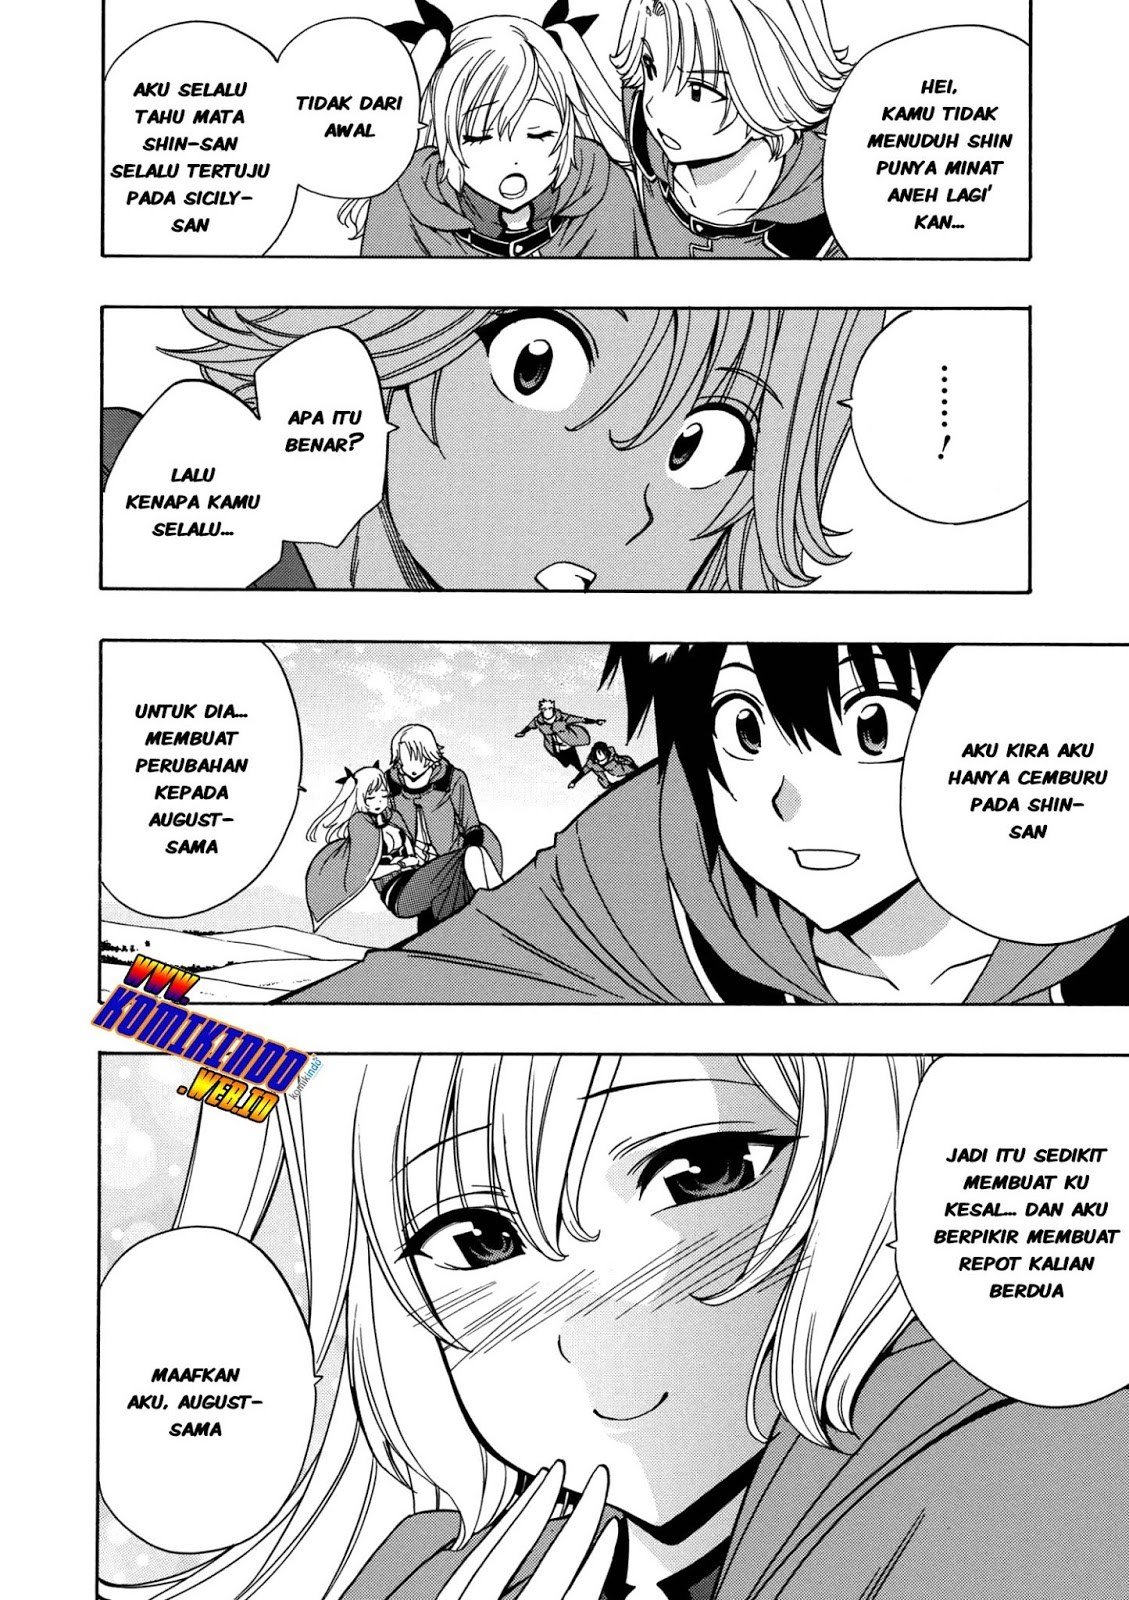 HEI,
KAMU TIDAK
MENUDUH SHIN
PUNYA MINAT
ANEH LAGI'
KAN...
TIDAK DARI
AWAL
AKU SELALU
TAHU MATA
SHIN-SAN
SELALU TERTUJU
PADA SICILY-
SAN
......!
APA ITU
BENAR?
LALU
KENAPA KAMU
SELALU...
AKU KIRA AKU
HANYA CEMBURU
PADA SHIN-
SAN
UNTUK DIA...
MEMBUAT
PERUBAHAN
KEPADA
AUGUST-
SAMA
WWW.
KOMIKINDO
.WEB.ID
komikindo
JADI ITU SEDIKIT
MEMBUAT KU
KESAL... DAN AKU
BERPIKIR MEMBUAT
REPOT KALIAN
BERDUA
MAAFKAN
AKU, AUGUST-
SAMA